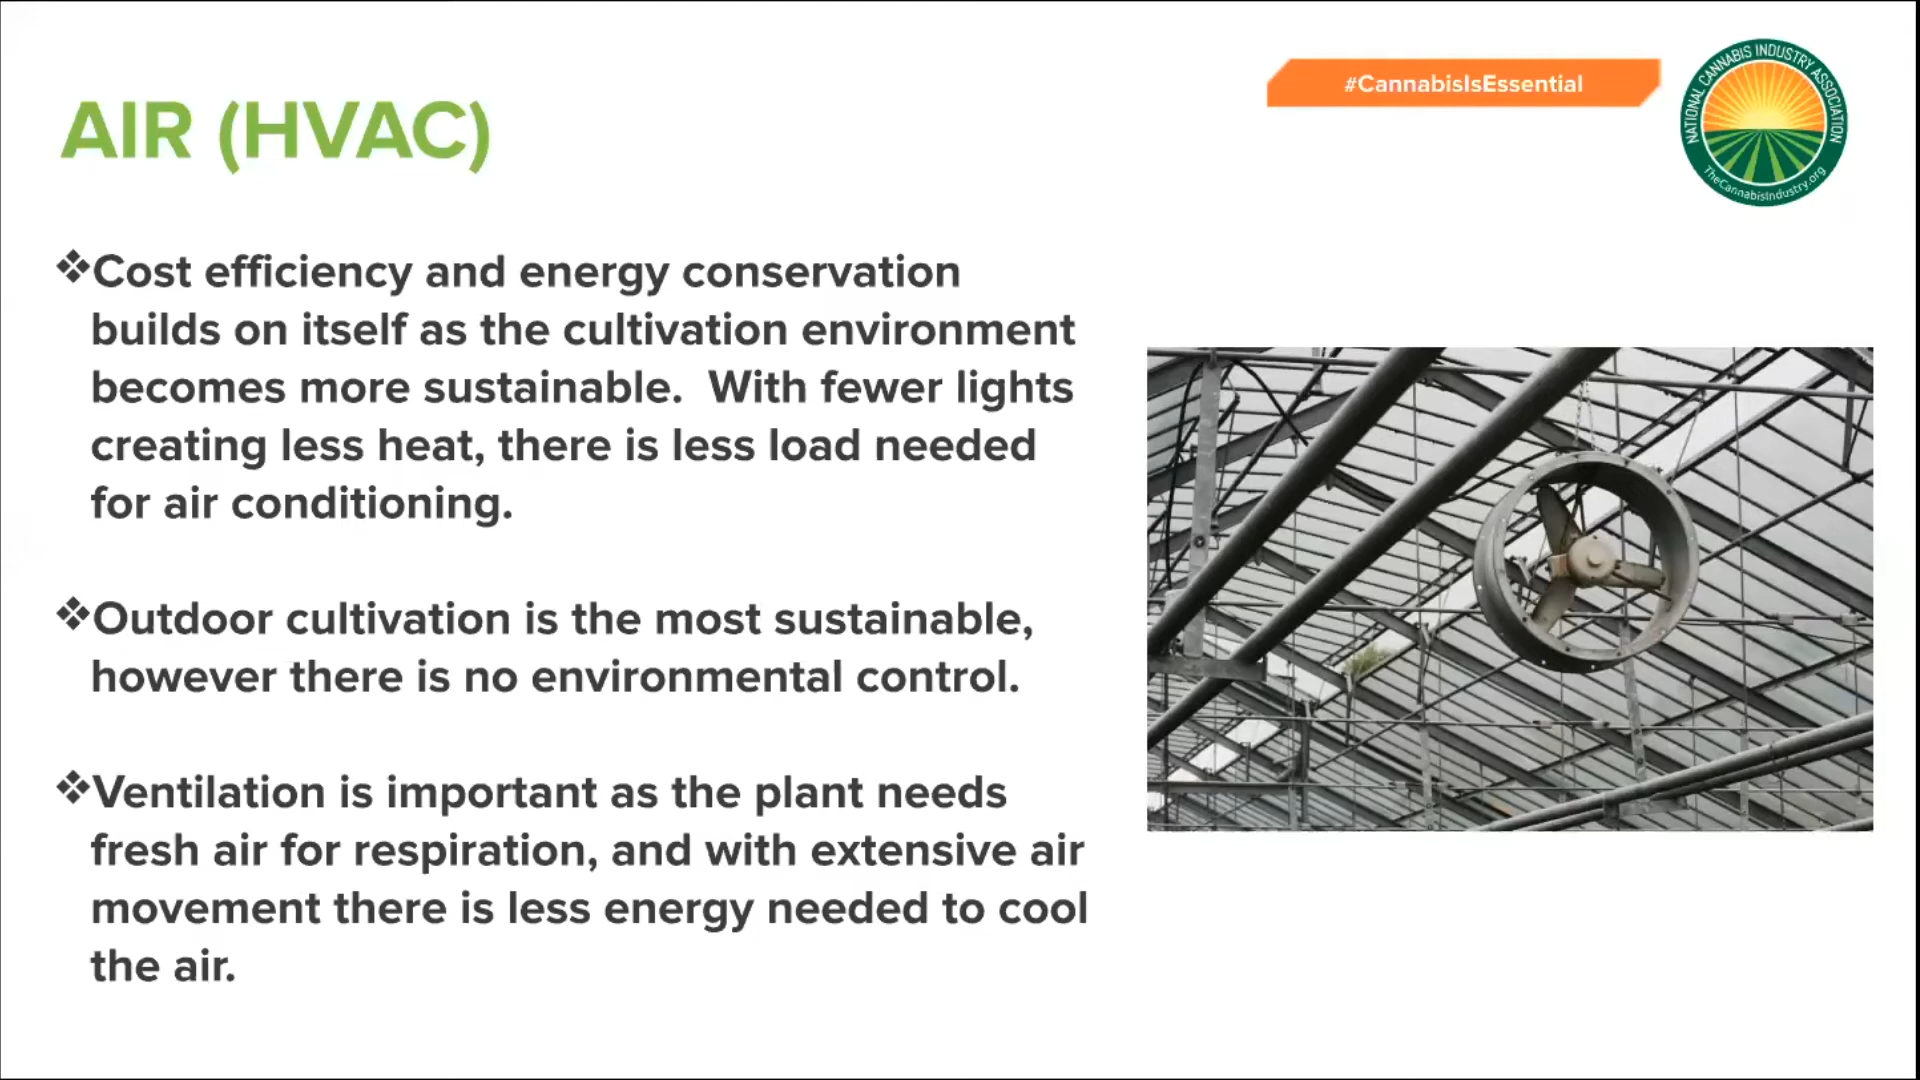 #CannabisIsEssential
NATIONAL CANNABIS INDUSTRY ASSOCIATION
TheCannabisIndustry.org
AIR (HVAC)
❖Cost efficiency and energy conservation
builds on itself as the cultivation environment
becomes more sustainable.  With fewer lights
creating less heat, there is less load needed
for air conditioning.
❖Outdoor cultivation is the most sustainable,
however there is no environmental control.
❖Ventilation is important as the plant needs
fresh air for respiration, and with extensive air
movement there is less energy needed to cool
the air.